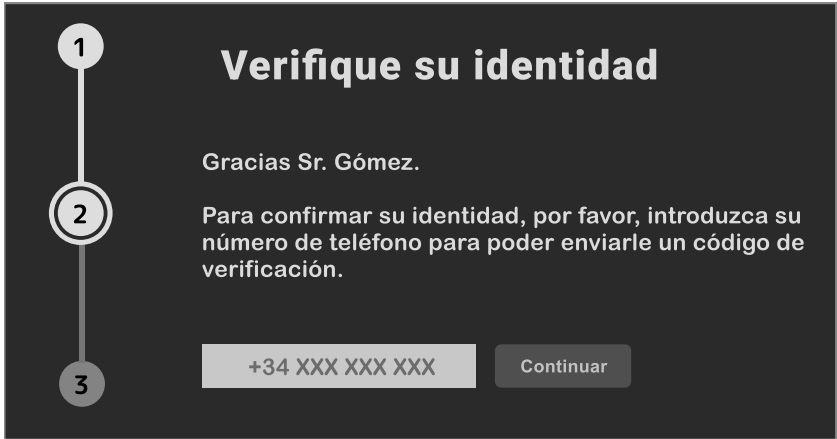 1
Verifique su identidad
Gracias Sr. Gómez.
2
Para confirmar su identidad, por favor, introduzca su
número de teléfono para poder enviarle un código de
verificación.
3
+34 XXX XXX XXX
Continuar